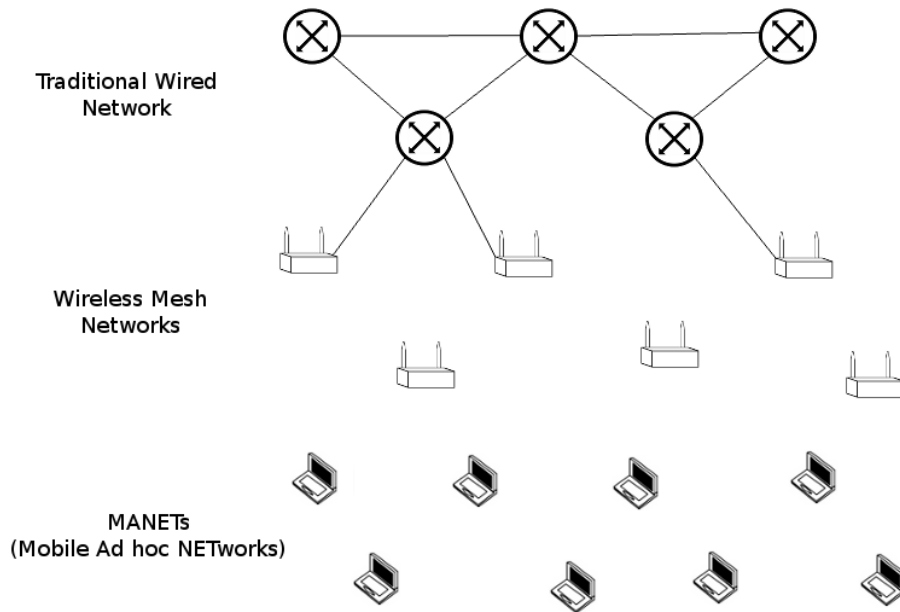 Traditional Wired
Network
Wireless Mesh
Networks
MANETs
(Mobile Ad hoc NETworks)